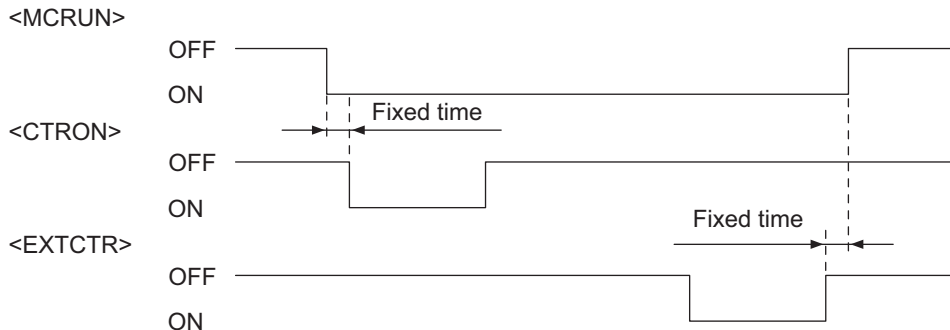 <MCRUN>
OFF
ON
Fixed time
<CTRON>
OFF
ON
Fixed time
<EXTCTR>
OFF
ON